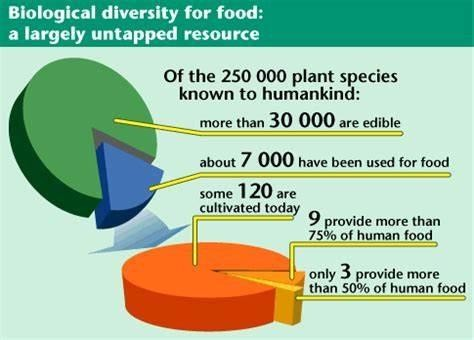 Biological diversity for food:
a largely untapped resource
Of the 250 000 plant species
known to humankind:
more than 30 000 are edible
about 7 000 have been used for food
some 120 are
cultivated today
9 provide more than
75% of human food
only 3 provide more
than 50% of human food